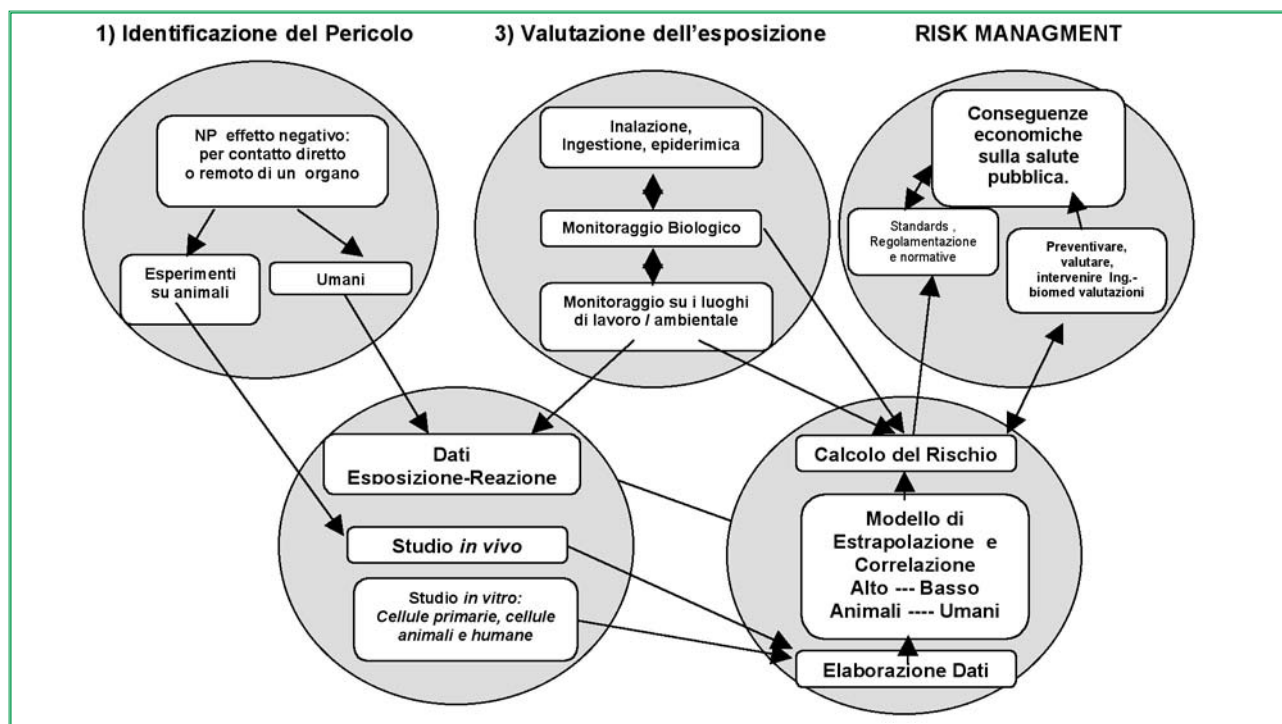 1) Identificazione del Pericolo
3) Valutazione dell'esposizione
RISK MANAGMENT
NP effetto negativo:
per contatto diretto
o remoto di un organo
Esperimenti
su animali
Umani
Inalazione,
Ingestione, epiderimica
Monitoraggio Biologico
Monitoraggio su i luoghi
di lavoro / ambientale
Conseguenze
economiche
sulla salute
pubblica.
Standards ,
Regolamentazione
e normative
Preventivare,
valutare,
intervenire Ing.-
biomed valutazioni
Dati
Esposizione-Reazione
Studio in vivo
Studio in vitro:
Cellule primarie, cellule
animali e humane
Calcolo del Rischio
Modello di
Estrapolazione e
Correlazione
Alto --- Basso
Animali ---- Umani
Elaborazione Dati